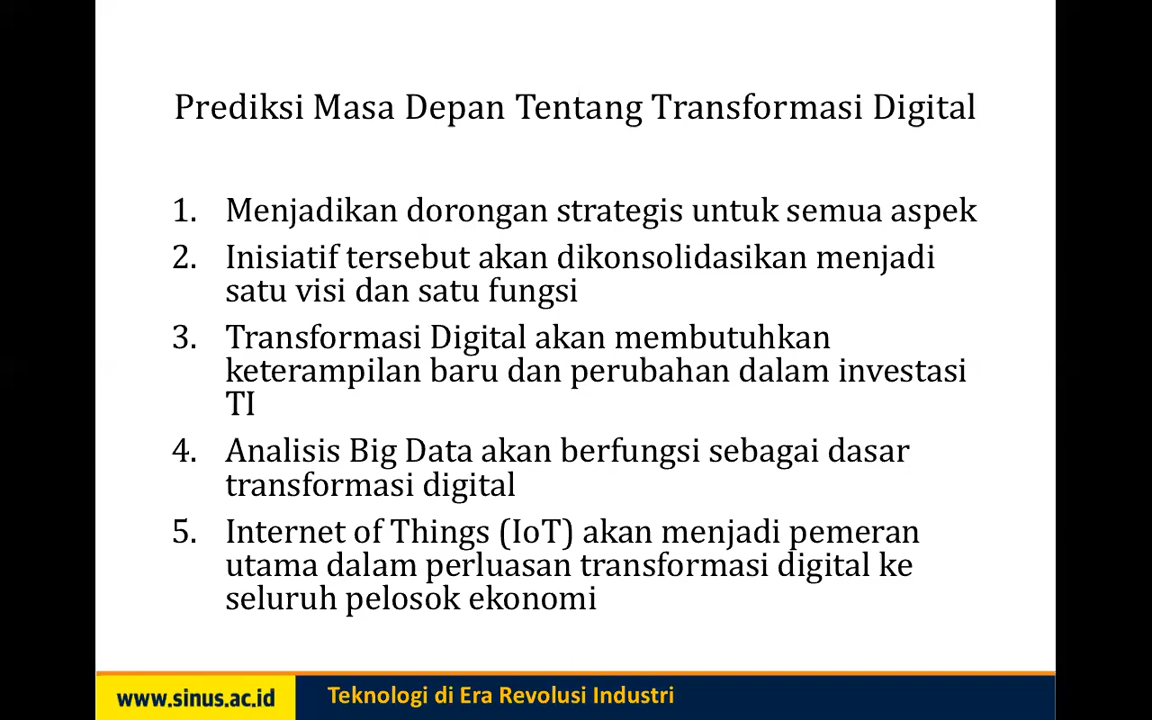 Prediksi Masa Depan Tentang Transformasi Digital
1. Menjadikan dorongan strategis untuk semua aspek
2. Inisiatif tersebut akan dikonsolidasikan menjadi
satu visi dan satu fungsi
3. Transformasi Digital akan membutuhkan
keterampilan baru dan perubahan dalam investasi
TI
4. Analisis Big Data akan berfungsi sebagai dasar
transformasi digital
5. Internet of Things (IoT) akan menjadi pemeran
utama dalam perluasan transformasi digital ke
seluruh pelosok ekonomi
www.sinus.ac.id Teknologi di Era Revolusi Industri